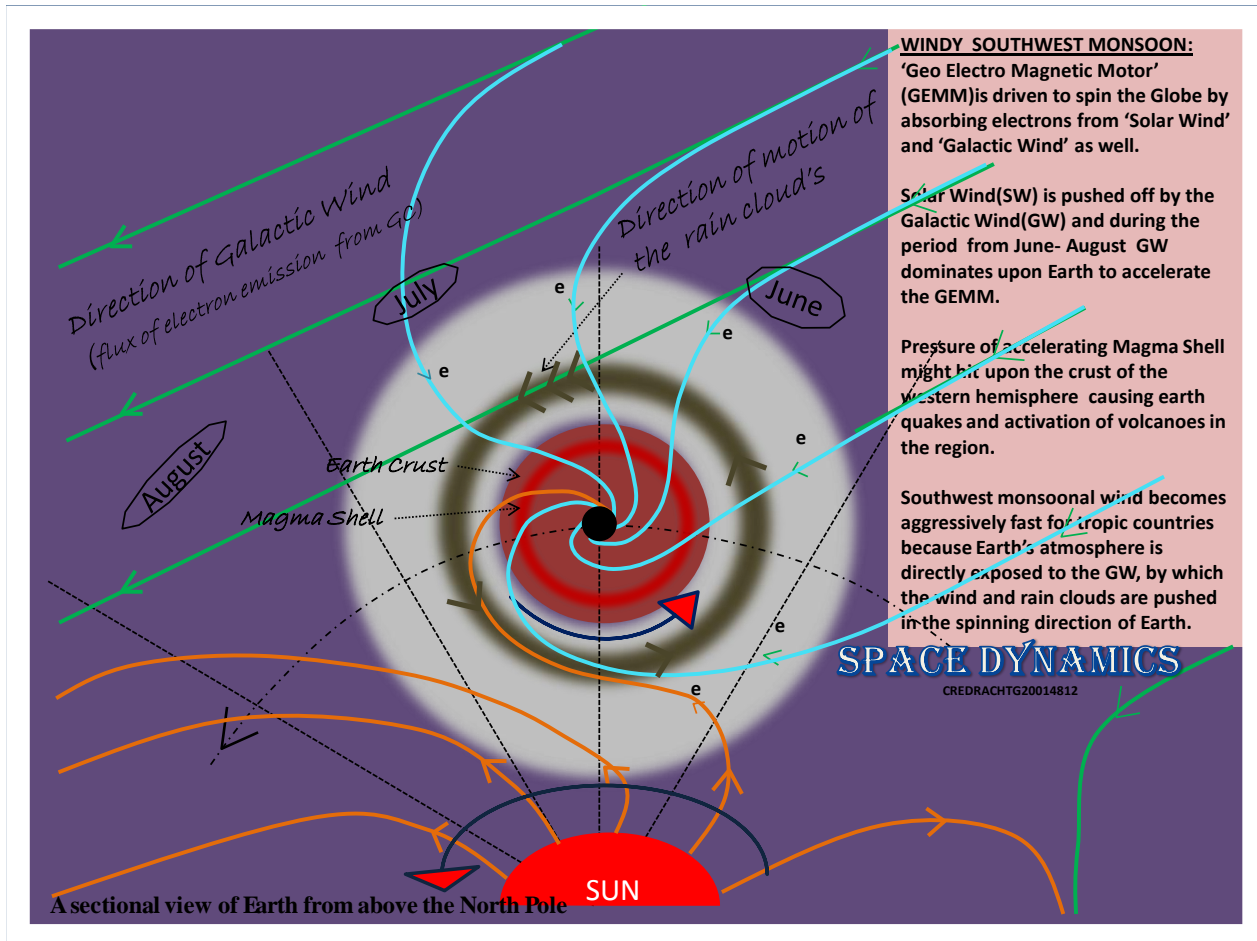 WINDY SOUTHWEST MONSOON:
‘Geo Electro Magnetic Motor’
(GEMM)is driven to spin the Globe by
absorbing electrons from ‘Solar Wind’
and ‘Galactic Wind’ as well.
Solar Wind(SW) is pushed off by the
Galactic Wind(GW) and during the
period from June- August GW
dominates upon Earth to accelerate
the GEMM.
Pressure of accelerating Magma Shell
might hit upon the crust of the
western hemisphere causing earth
quakes and activation of volcanoes in
the region.
Southwest monsoonal wind becomes
aggressively fast for tropic countries
because Earth's atmosphere is
directly exposed to the GW, by which
the wind and rain clouds are pushed
in the spinning direction of Earth.
SPACE DYNAMICS
CREDRACHTG20014812
Direction of Galactic Wind
(flux of electron emission from GC)
Direction of motion of
the rain cloud's
July
June
August
e
e
e
e
e
e
Earth Crust
Magma Shell
SUN
A sectional view of Earth from above the North Pole